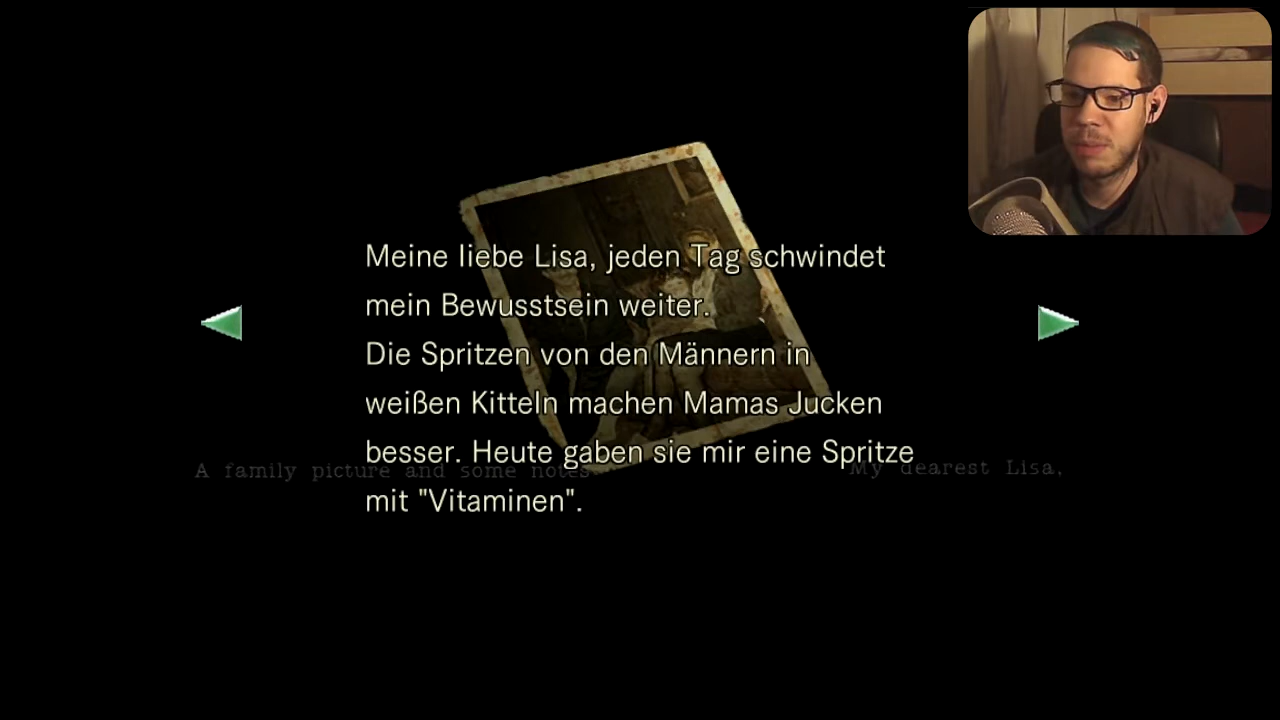 Meine liebe Lisa, jeden Tag schwindet
mein Bewusstsein weiter.
Die Spritzen von den Männern in
weißen Kitteln machen Mamas Jucken
besser. Heute gaben sie mir eine Spritze
mit "Vitaminen".
A family picture and some notes
My dearest Lisa,